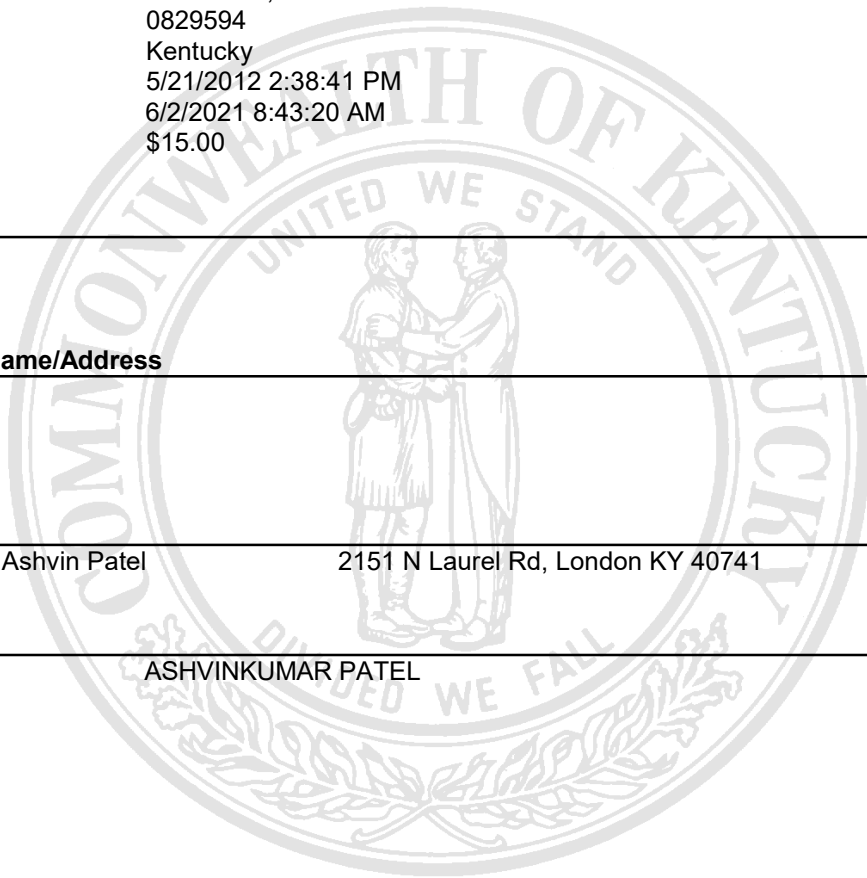 0829594
Kentucky
5/21/2012 2:38:41 PM
6/2/2021 8:43:20 AM
$15.00
COMMONWEALTH OF KENTUCKY
UNITED WE STAND
ame/Address
Ashvin Patel 2151 N Laurel Rd, London KY 40741
ASHVINKUMAR PATEL
DIVIDED WE FALL